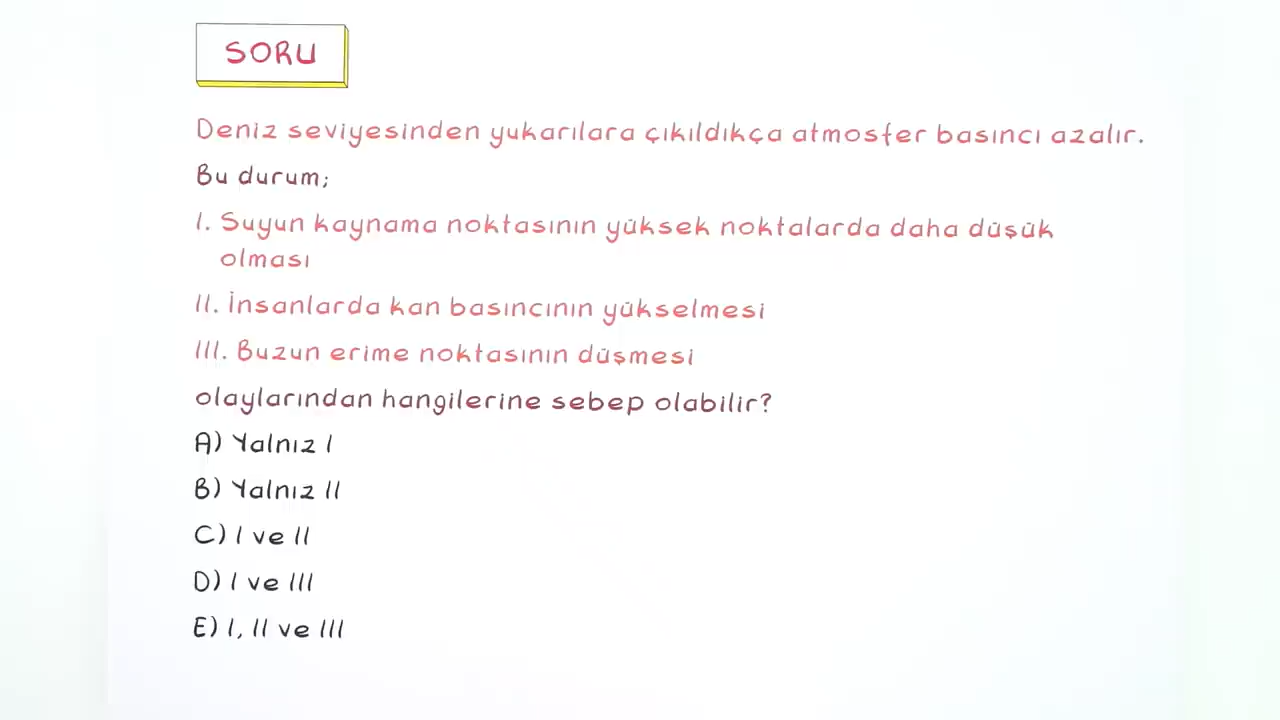 SORU
Deniz seviyesinden yukarılara çıkıldıkça atmosfer basıncı azalır.
Bu durum;
I. Suyun kaynama noktasının yüksek noktalarda daha düşük
olması
II. İnsanlarda kan basıncının yükselmesi
III. Buzun erime noktasının düşmesi
olaylarından hangilerine sebep olabilir?
A) Yalnız I
B) Yalnız II
C) I ve II
D) I ve III
E) I, II ve III